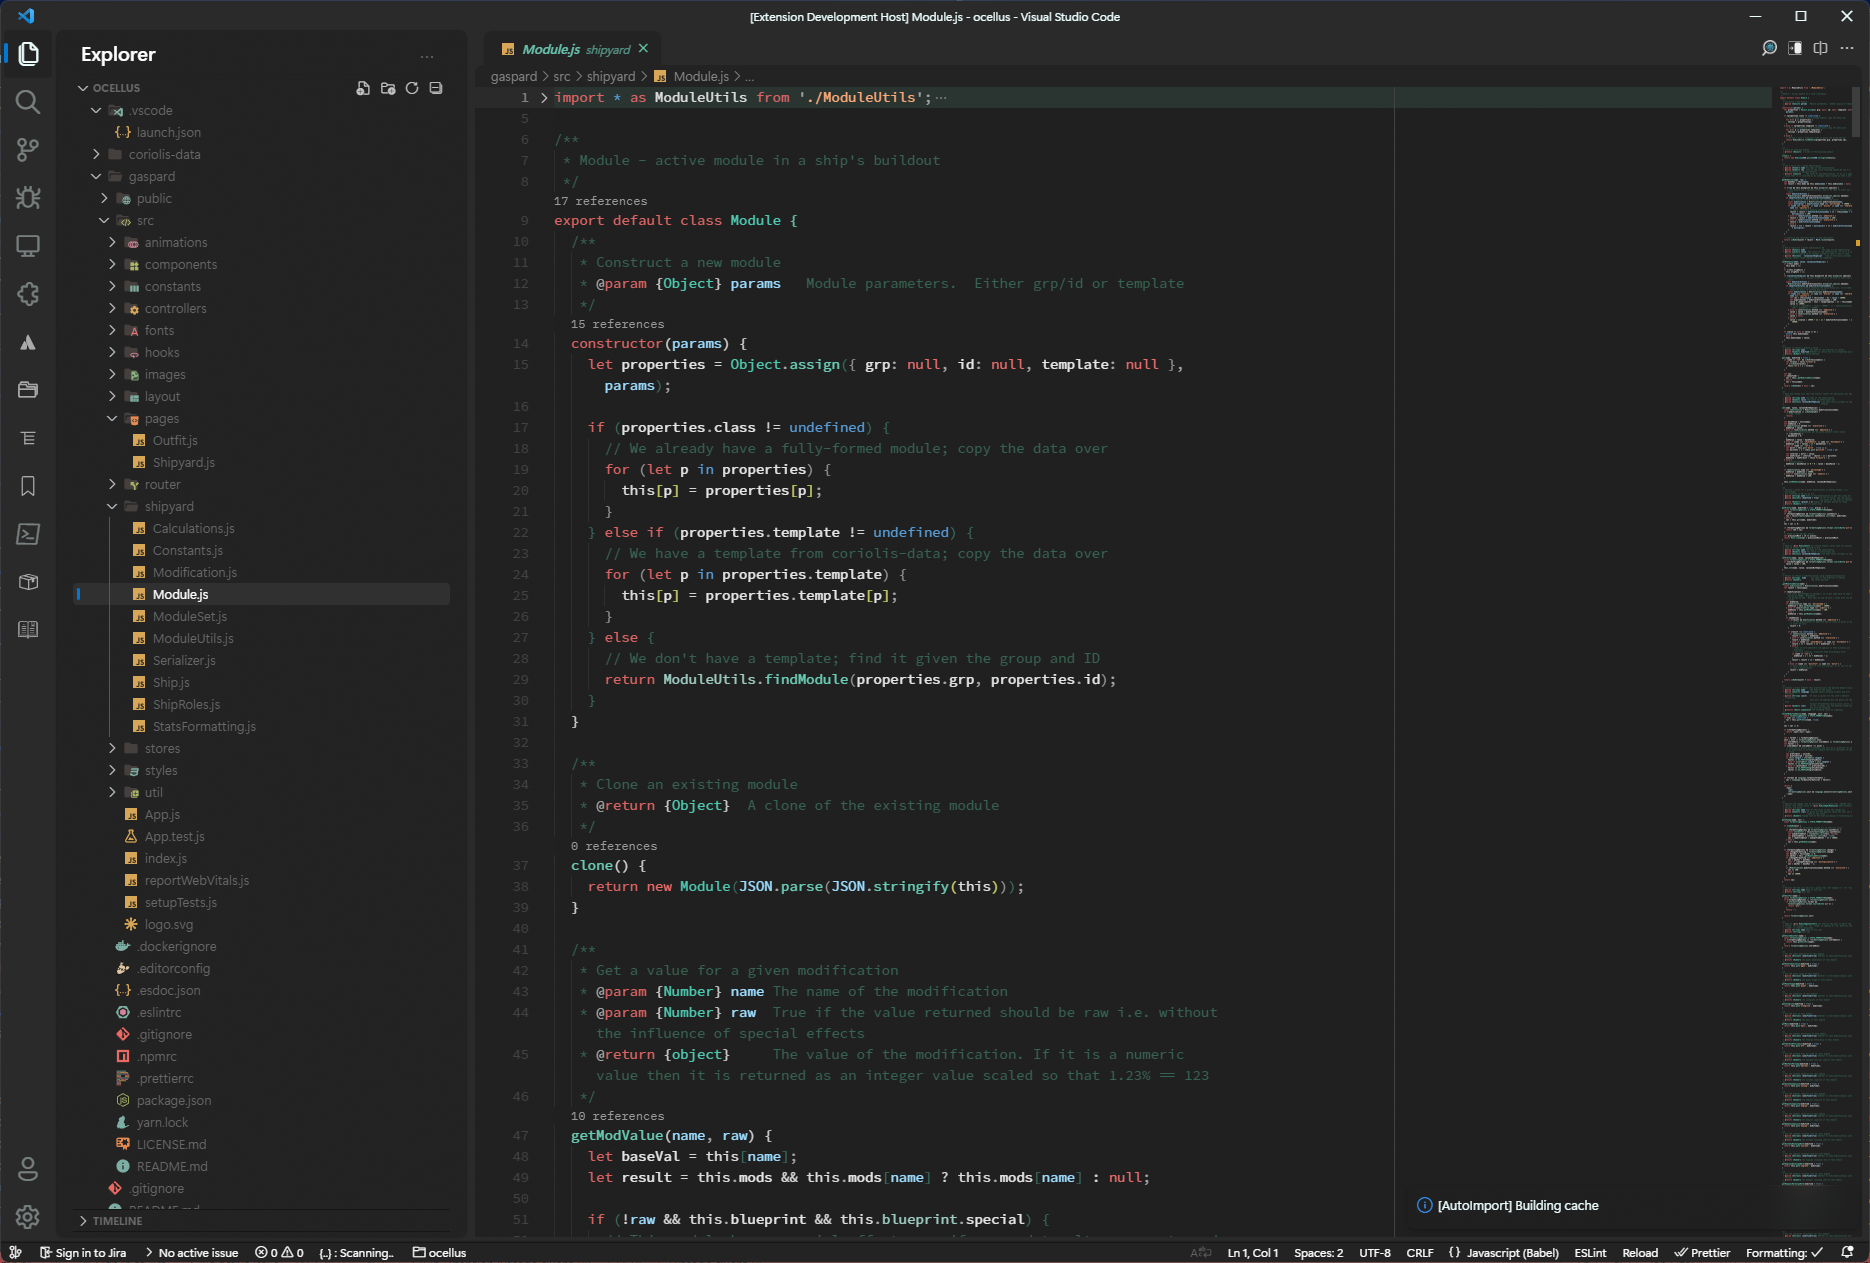 [Extension Development Host] Module.js - ocellus - Visual Studio Code
Explorer
OCELLUS
.vscode
launch.json
coriolis-data
gaspard
public
src
animations
components
constants
controllers
fonts
hooks
images
layout
pages
Outfit.js
Shipyard.js
router
shipyard
Calculations.js
Constants.js
Modification.js
Module.js
ModuleSet.js
ModuleUtils.js
Serializer.js
Ship.js
ShipRoles.js
StatsFormatting.js
stores
styles
util
App.js
App.test.js
index.js
reportWebVitals.js
setupTests.js
logo.svg
.dockerignore
.editorconfig
.esdoc.json
.eslintrc
.gitignore
.npmrc
.prettierrc
package.json
yarn.lock
LICENSE.md
README.md
.gitignore
README.md
TIMELINE
Module.js shipyard
gaspard > src > shipyard > JS Module.js > ...
1 import * as ModuleUtils from './ModuleUtils';
5
6 /**
7 * Module - active module in a ship's buildout
8 */
17 references
9 export default class Module {
10 /**
11 * Construct a new module
12 * @param {Object} params Module parameters. Either grp/id or template
13 */
15 references
14 constructor(params) {
15 let properties = Object.assign({ grp: null, id: null, template: null },
params);
16
17 if (properties.class != undefined) {
18 // We already have a fully-formed module; copy the data over
19 for (let p in properties) {
20 this[p] = properties[p];
21 }
22 } else if (properties.template != undefined) {
23 // We have a template from coriolis-data; copy the data over
24 for (let p in properties.template) {
25 this[p] = properties.template[p];
26 }
27 } else {
28 // We don't have a template; find it given the group and ID
29 return ModuleUtils.findModule(properties.grp, properties.id);
30 }
31 }
32
33 /**
34 * Clone an existing module
35 * @return {Object} A clone of the existing module
36 */
0 references
37 clone() {
38 return new Module(JSON.parse(JSON.stringify(this)));
39 }
40
41 /**
42 * Get a value for a given modification
43 * @param {Number} name The name of the modification
44 * @param {Number} raw True if the value returned should be raw i.e. without
the influence of special effects
45 * @return {object} The value of the modification. If it is a numeric
value then it is returned as an integer value scaled so that 1.23% == 123
46 */
10 references
47 getModValue(name, raw) {
48 let baseVal = this[name];
49 let result = this.mods && this.mods[name] ? this.mods[name] : null;
50
51 if (!raw && this.blueprint && this.blueprint.special) {
[AutoImport] Building cache
Sign in to Jira
No active issue
0 0
{..} : Scanning..
ocellus
Ln 1, Col 1
Spaces: 2
UTF-8
CRLF
{ } Javascript (Babel)
ESLint
Reload
Prettier
Formatting: ✓